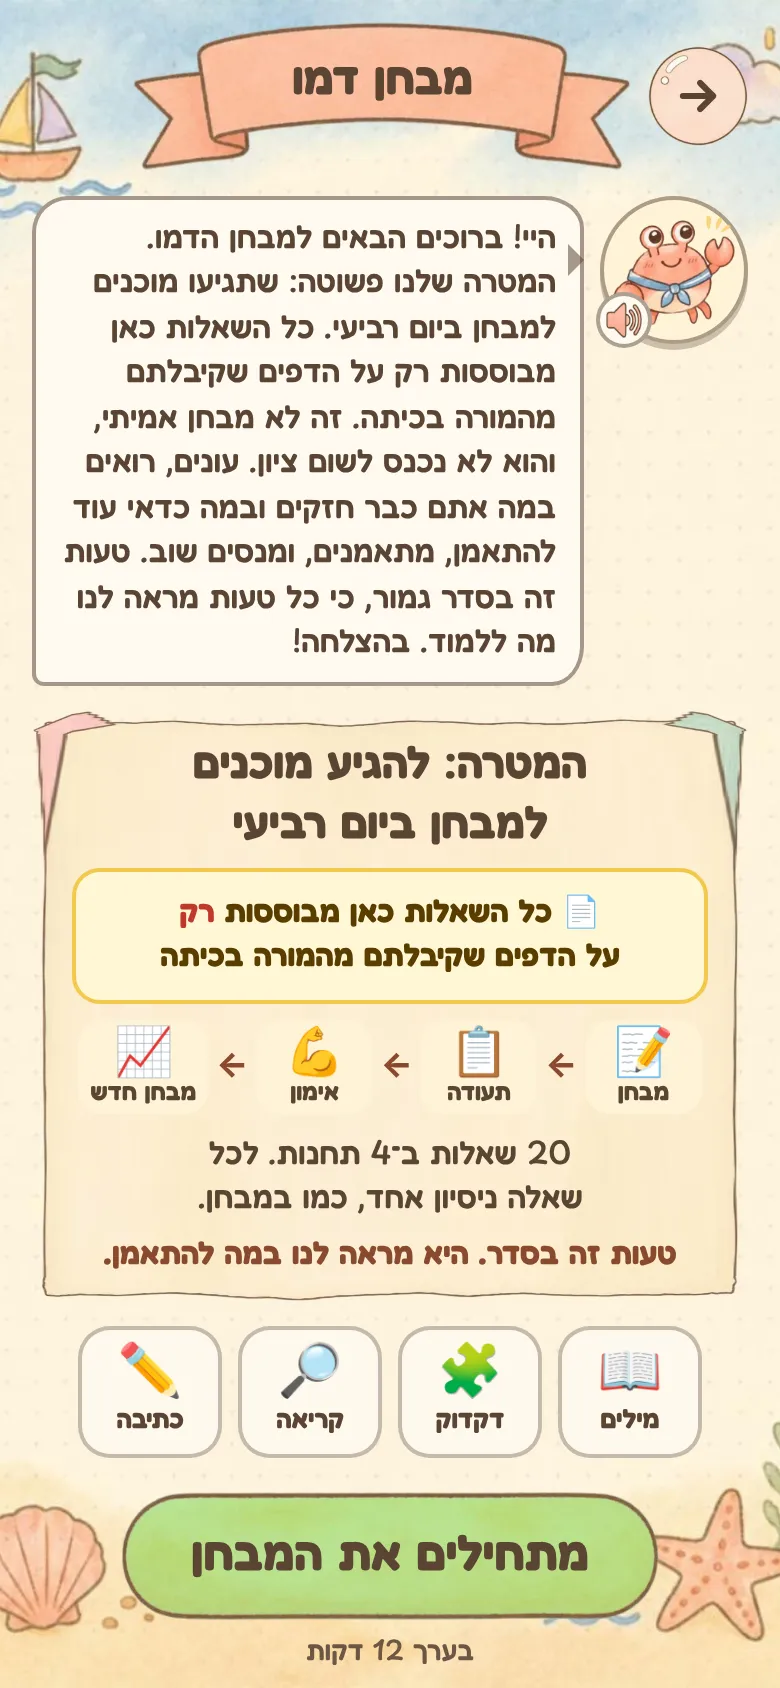 מבחן דמו
היי! ברוכים הבאים למבחן הדמו.
המטרה שלנו פשוטה: שתגיעו מוכנים
למבחן ביום רביעי. כל השאלות כאן
מבוססות רק על הדפים שקיבלתם
מהמורה בכיתה. זה לא מבחן אמיתי,
והוא לא נכנס לשום ציון. עונים, רואים
במה אתם כבר חזקים ובמה כדאי עוד
להתאמן, מתאמנים, ומנסים שוב. טעות
זה בסדר גמור, כי כל טעות מראה לנו
מה ללמוד. בהצלחה!
המטרה: להגיע מוכנים
למבחן ביום רביעי
כל השאלות כאן מבוססות רק
על הדפים שקיבלתם מהמורה בכיתה
מבחן ← תעודה ← אימון ← מבחן חדש
20 שאלות ב־4 תחנות. לכל
שאלה ניסיון אחד, כמו במבחן.
טעות זה בסדר. היא מראה לנו במה להתאמן.
מילים דקדוק קריאה כתיבה
מתחילים את המבחן
בערך 12 דקות